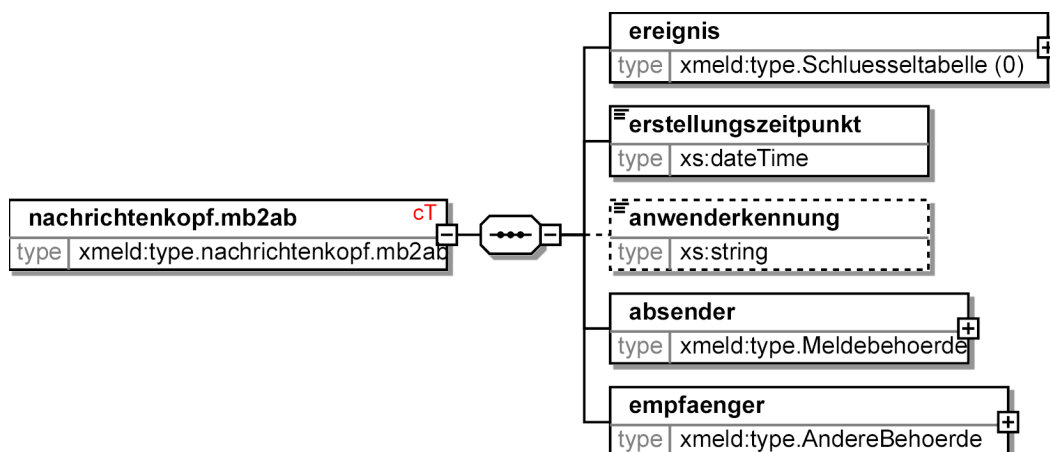 ereignis
type xmeld:type.Schluesseltabelle (0)
erstellungszeitpunkt
type xs:dateTime
nachrichtenkopf.mb2ab cT
type xmeld:type.nachrichtenkopf.mb2ab
anwenderkennung
type xs:string
absender
type xmeld:type.Meldebehoerde
empfaenger
type xmeld:type.AndereBehoerde